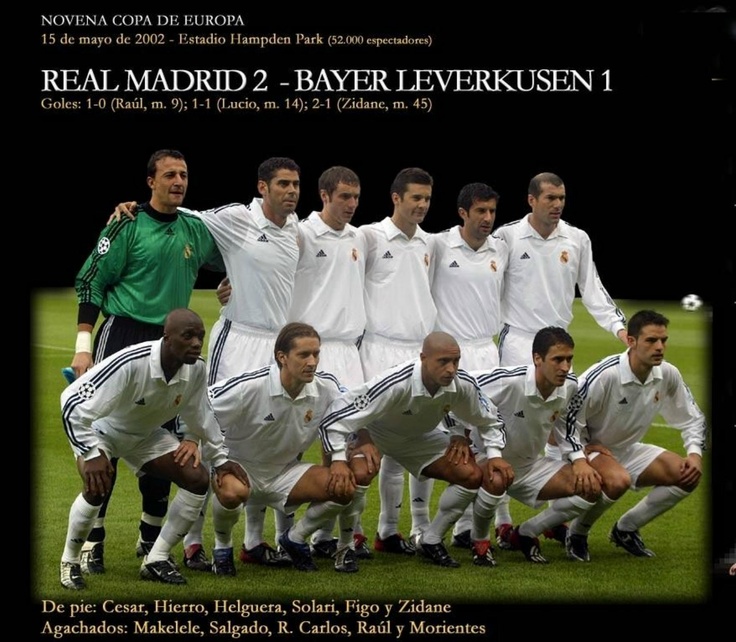 NOVENA COPA DE EUROPA
15 de mayo de 2002 - Estadio Hampden Park (52.000 espectadores)
REAL MADRID 2 - BAYER LEVERKUSEN 1
Goles: 1-0 (Raúl, m. 9); 1-1 (Lucio, m. 14); 2-1 (Zidane, m. 45)
De pie: Cesar, Hierro, Helguera, Solari, Figo y Zidane
Agachados: Makelele, Salgado, R. Carlos, Raúl y Morientes